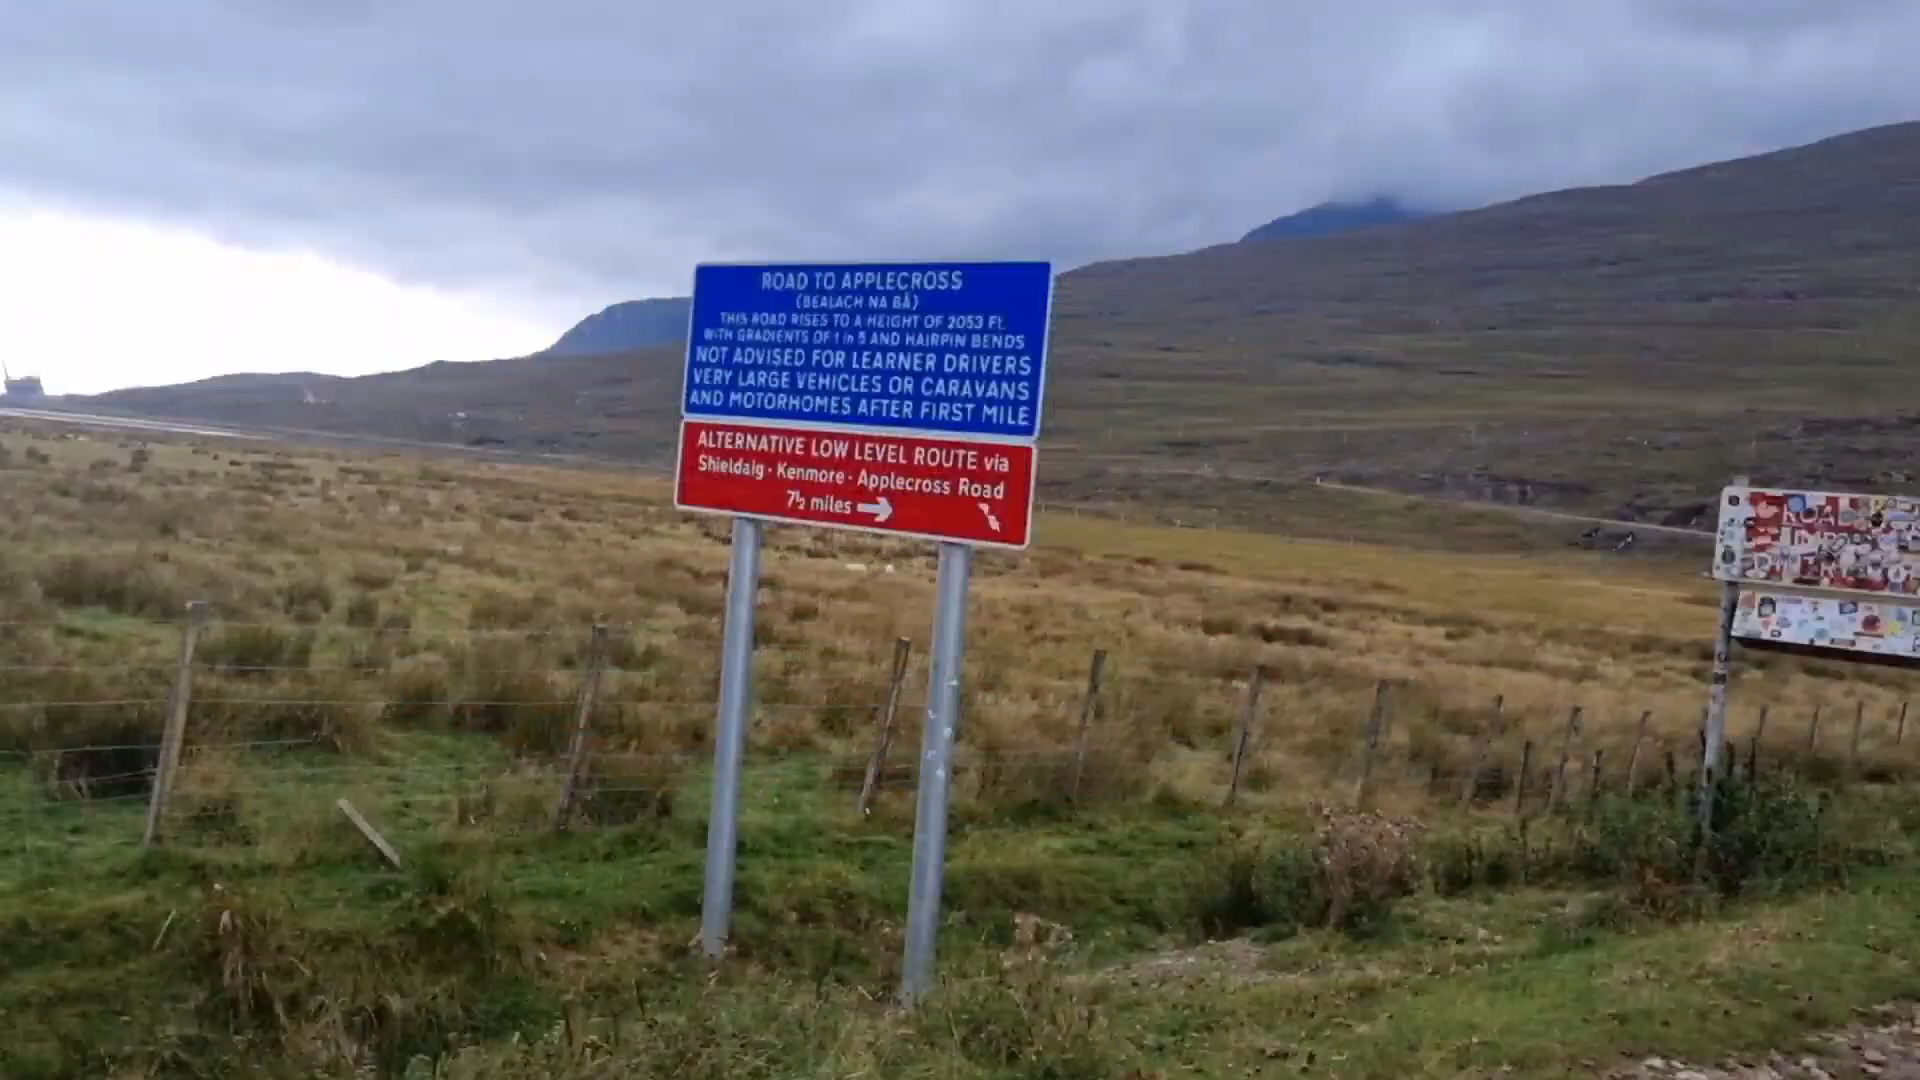 ROAD TO APPLECROSS
(BEALACH NA BÀ)
THIS ROAD RISES TO A HEIGHT OF 2053 Ft.
WITH GRADIENTS OF 1 in 5 AND HAIRPIN BENDS
NOT ADVISED FOR LEARNER DRIVERS
VERY LARGE VEHICLES OR CARAVANS
AND MOTORHOMES AFTER FIRST MILE
ALTERNATIVE LOW LEVEL ROUTE via
Shieldaig · Kenmore · Applecross Road
7½ miles